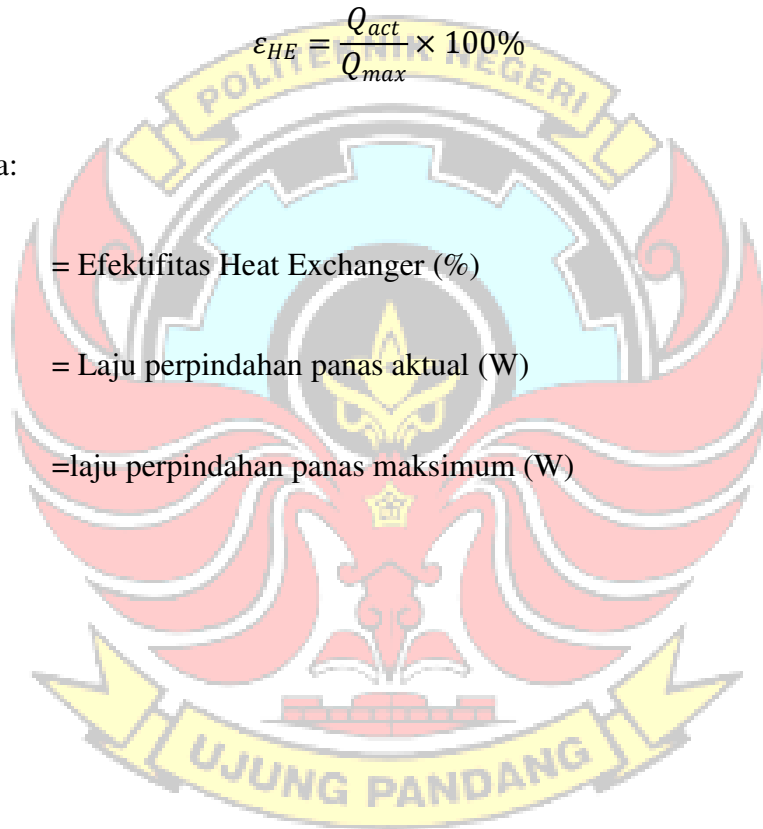 ε_HE = Q_act / Q_max × 100%
POLITEKNIK NEGERI
a:
= Efektifitas Heat Exchanger (%)
= Laju perpindahan panas aktual (W)
=laju perpindahan panas maksimum (W)
UJUNG PANDANG